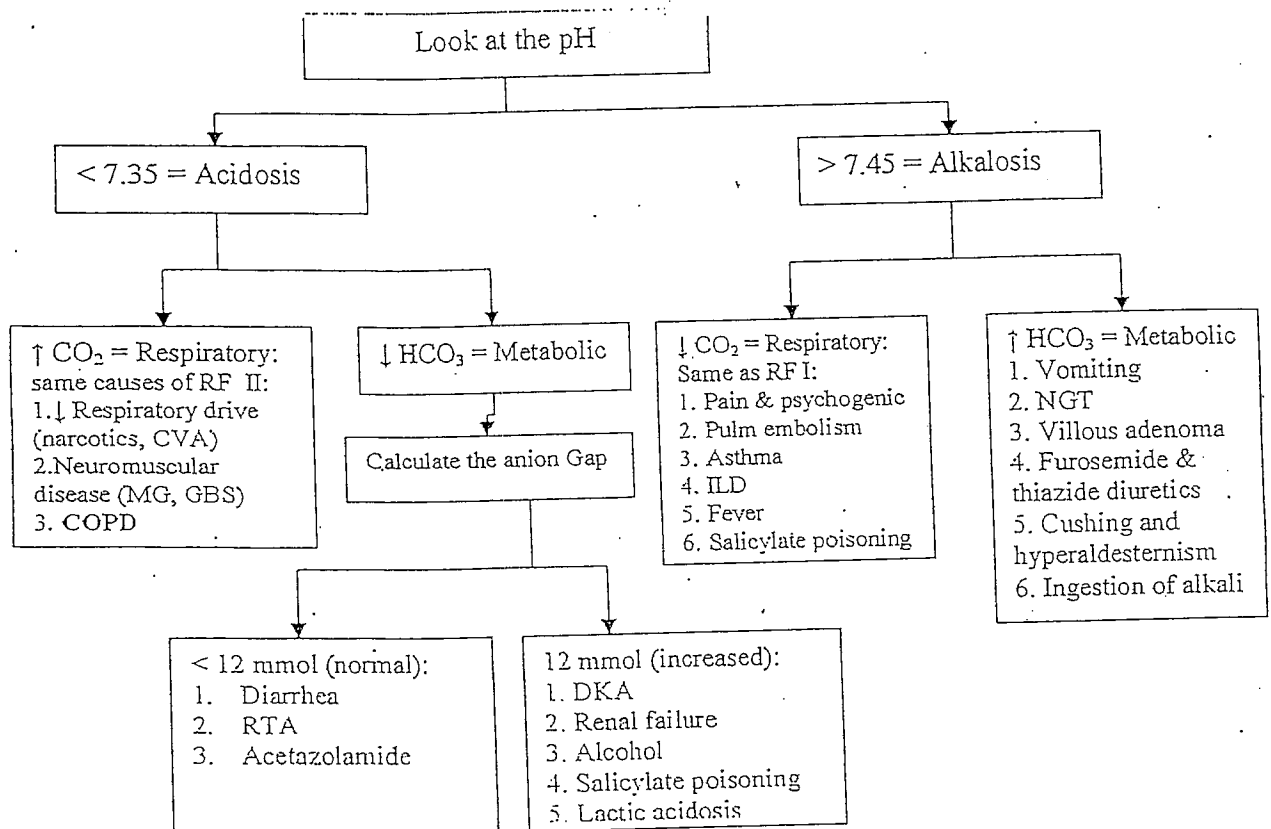 Look at the pH
< 7.35 = Acidosis
> 7.45 = Alkalosis
↑ CO₂ = Respiratory:
same causes of RF II:
1.↓ Respiratory drive
(narcotics, CVA)
2.Neuromuscular
disease (MG, GBS)
3. COPD
↓ HCO₃ = Metabolic
Calculate the anion Gap
↓ CO₂ = Respiratory:
Same as RF I:
1. Pain & psychogenic
2. Pulm embolism
3. Asthma
4. ILD
5. Fever
6. Salicylate poisoning
↑ HCO₃ = Metabolic
1. Vomiting
2. NGT
3. Villous adenoma
4. Furosemide &
thiazide diuretics
5. Cushing and
hyperaldesternism
6. Ingestion of alkali
< 12 mmol (normal):
1. Diarrhea
2. RTA
3. Acetazolamide
12 mmol (increased):
1. DKA
2. Renal failure
3. Alcohol
4. Salicylate poisoning
5. Lactic acidosis